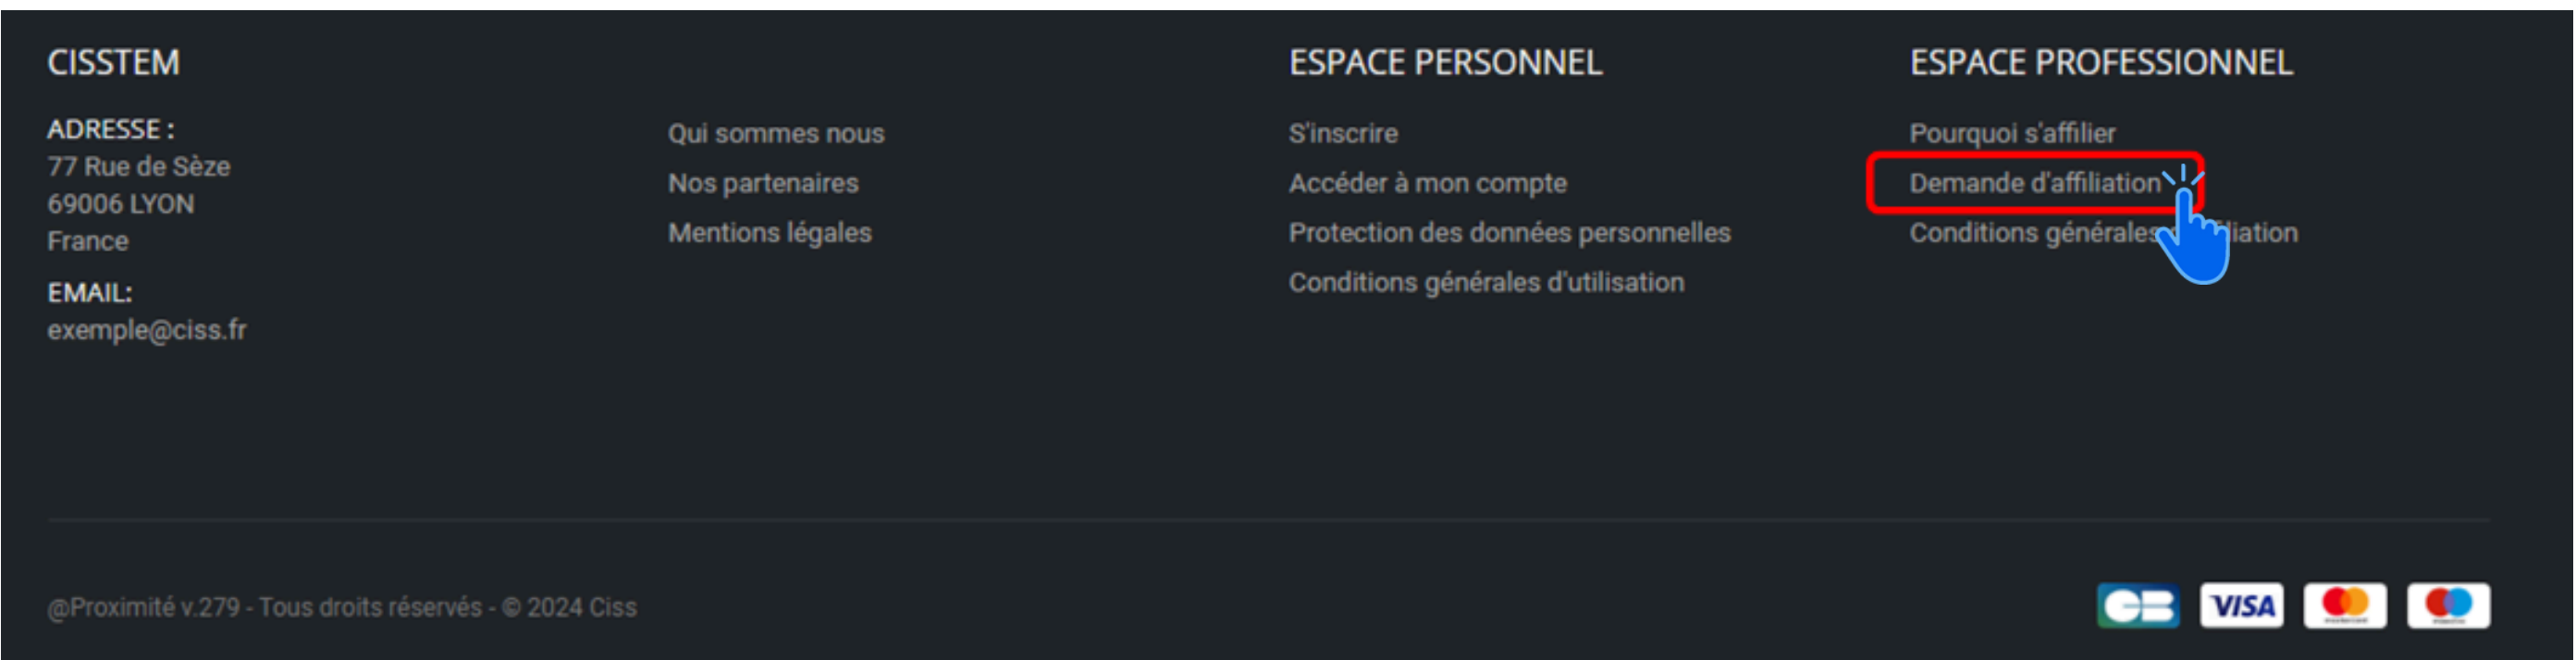 CISSTEM
ADRESSE :
77 Rue de Sèze
69006 LYON
France
EMAIL:
exemple@ciss.fr
Qui sommes nous
Nos partenaires
Mentions légales
ESPACE PERSONNEL
S'inscrire
Accéder à mon compte
Protection des données personnelles
Conditions générales d'utilisation
ESPACE PROFESSIONNEL
Pourquoi s'affilier
Demande d'affiliation
Conditions générales
@Proximité v.279 - Tous droits réservés - © 2024 Ciss
CB VISA